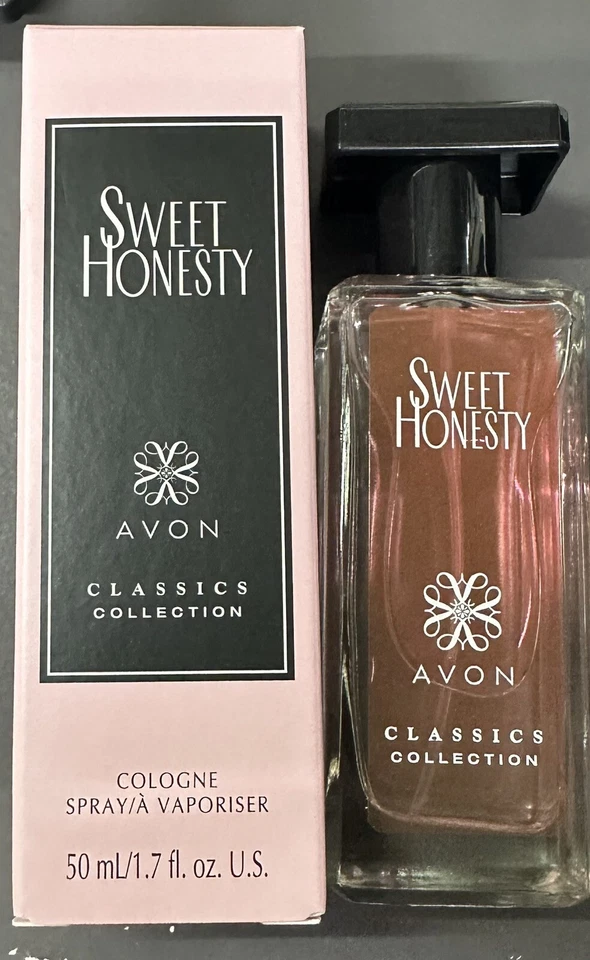 SWEET
HONESTY
AVON
CLASSICS
COLLECTION
COLOGNE
SPRAY/À VAPORISER
50 mL/1.7 fl. oz. U.S.
SWEET
HONESTY
AVON
CLASSICS
COLLECTION